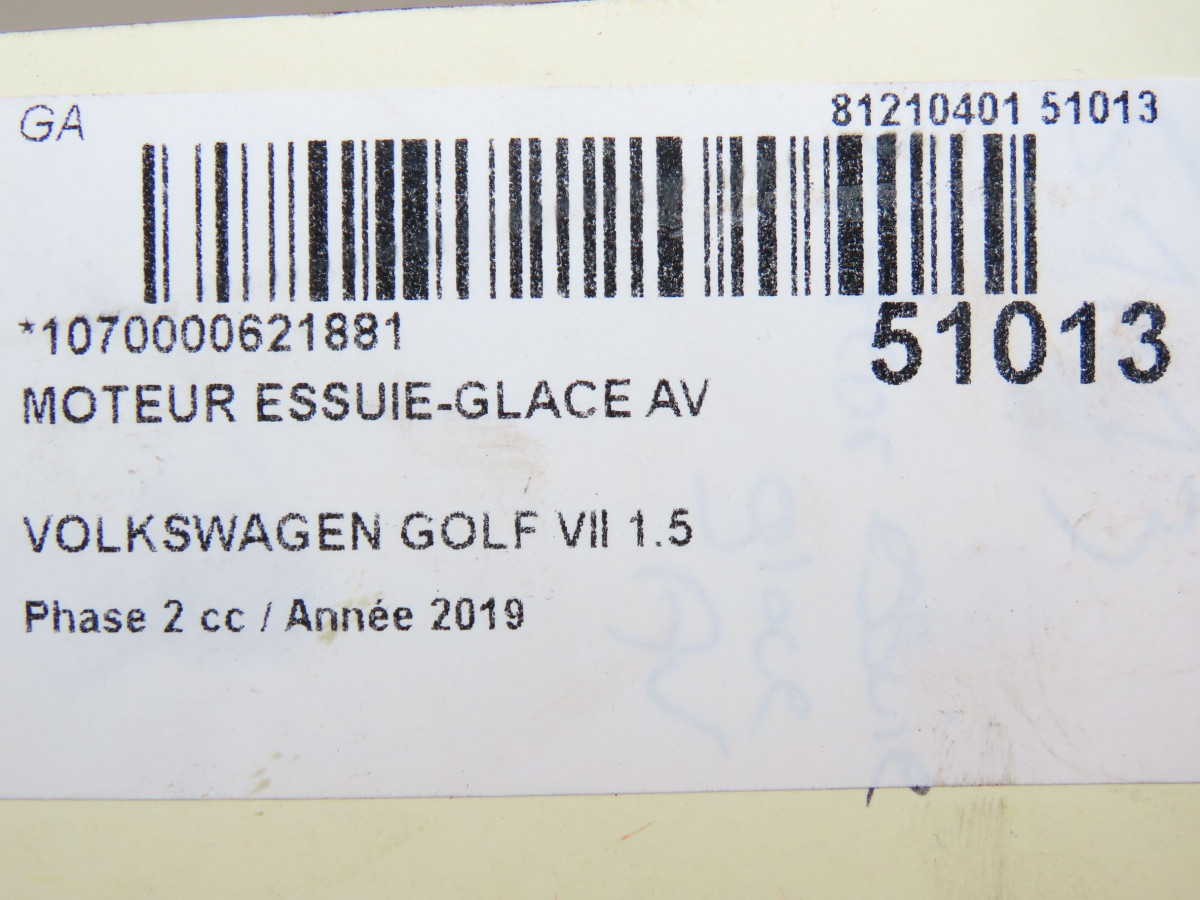 GA
81210401 51013
*1070000621881
51013
MOTEUR ESSUIE-GLACE AV
VOLKSWAGEN GOLF VII 1.5
Phase 2 cc / Année 2019